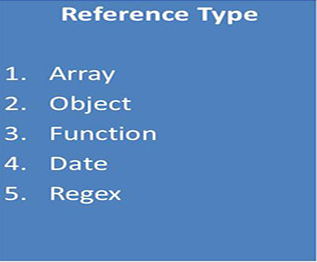 Reference Type
1. Array
2. Object
3. Function
4. Date
5. Regex